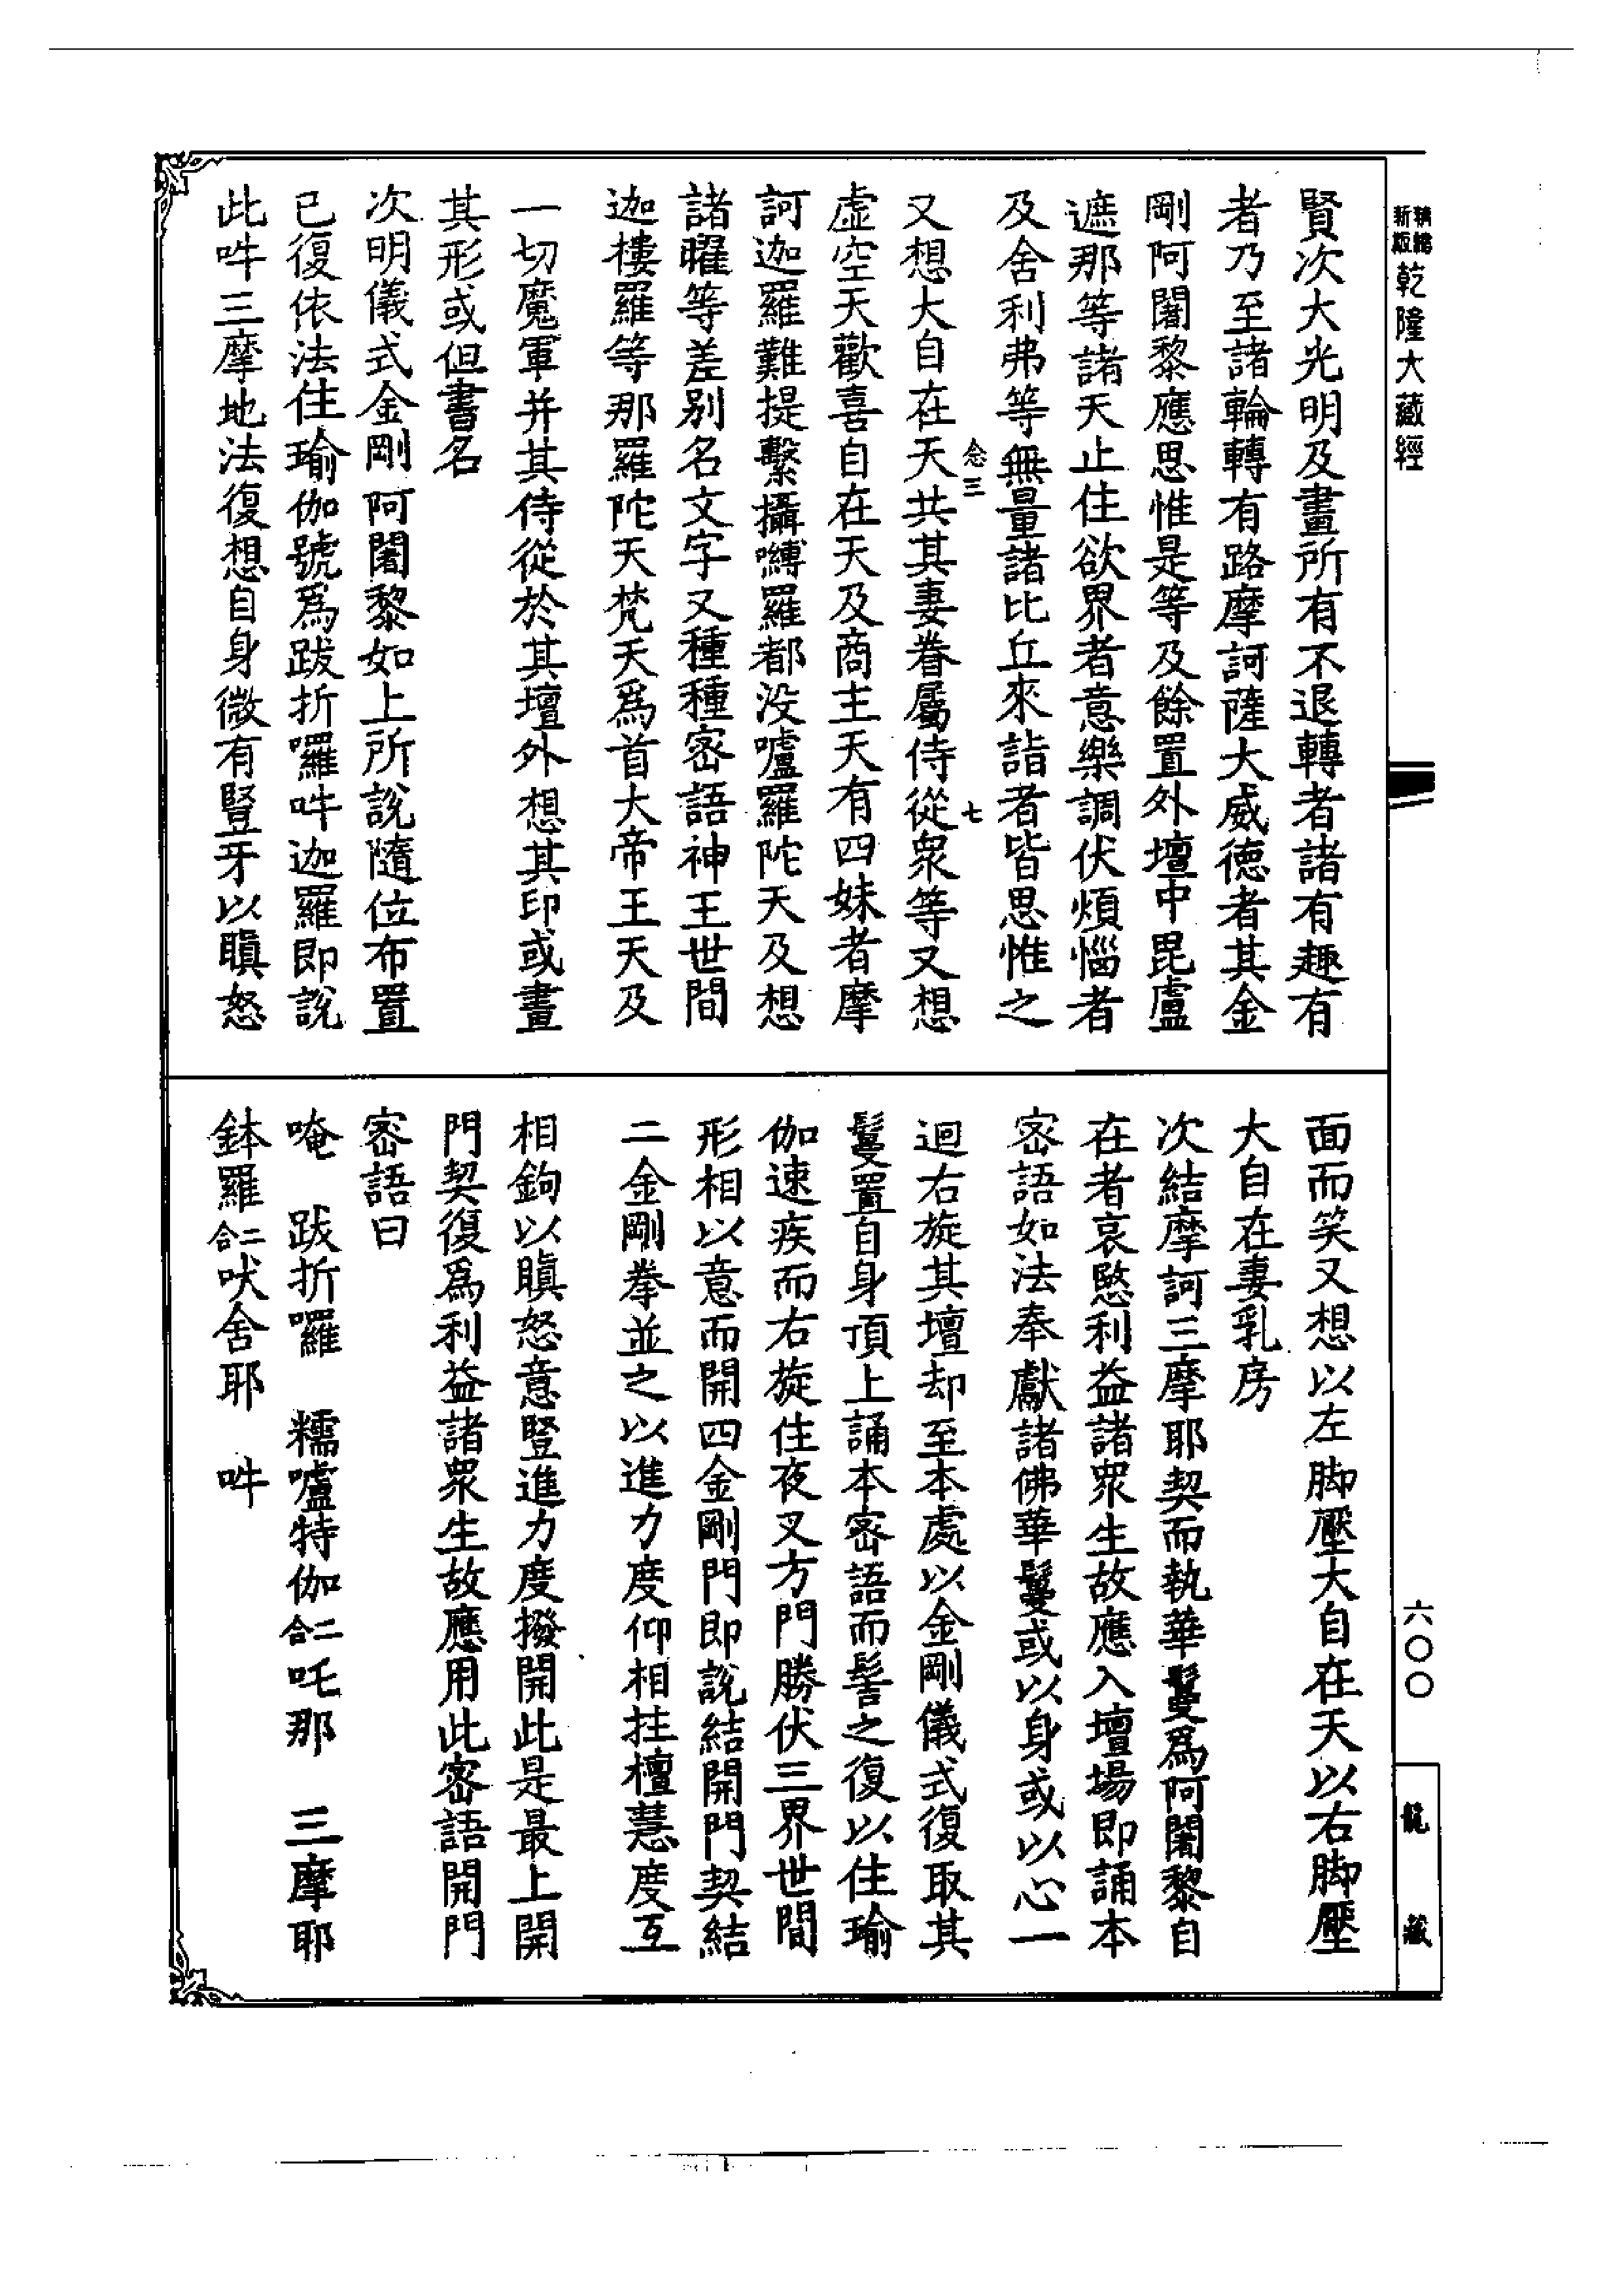 新版
乾隆大藏經
賢次大光明及畫所有不退轉者諸有趣有
者乃至諸輪轉有路摩訶薩大威德者其金
剛阿闍黎應思惟是等及餘置外壇中毘盧
遮那等諸天止住欲界者意樂調伏煩惱者
及舍利弗等無量諸比丘來詣者皆思惟之
念三 七
又想大自在天共其妻眷屬侍從衆等又想
虛空天歡喜自在天及商主天有四妹者摩
訶迦羅難提繫攝嚩羅都没嚧羅陀天及想
諸曜等差别名文字又種種密語神王世間
迦樓羅等那羅陀天梵天爲首大帝王天及
一切魔軍并其侍從於其壇外想其印或畫
其形或但書名
次明儀式金剛阿闍黎如上所說隨位布置
已復依法住瑜伽號爲跋折囉吽迦羅即說
此吽三摩地法復想自身微有豎牙以瞋怒
面而笑又想以左脚壓大自在天以右脚壓
大自在妻乳房
次結摩訶三摩耶契而執華鬘爲阿闍黎自
在者哀愍利益諸衆生故應入壇場即誦本
密語如法奉獻諸佛華鬘或以身或以心一
迴右旋其壇却至本處以金剛儀式復取其
鬘置自身頂上誦本密語而髻之復以住瑜
伽速疾而右旋住夜叉方門勝伏三界世間
形相以意而開四金剛門即說結開門契結
二金剛拳並之以進力度仰相拄檀慧度互
相鉤以瞋怒意豎進力度撥開此是最上開
門契復爲利益諸衆生故應用此密語開門
密語曰
唵 跋折囉 糯嚧特伽二合吒那 三摩耶
鉢羅二合吠舍耶 吽
六〇〇
龍藏